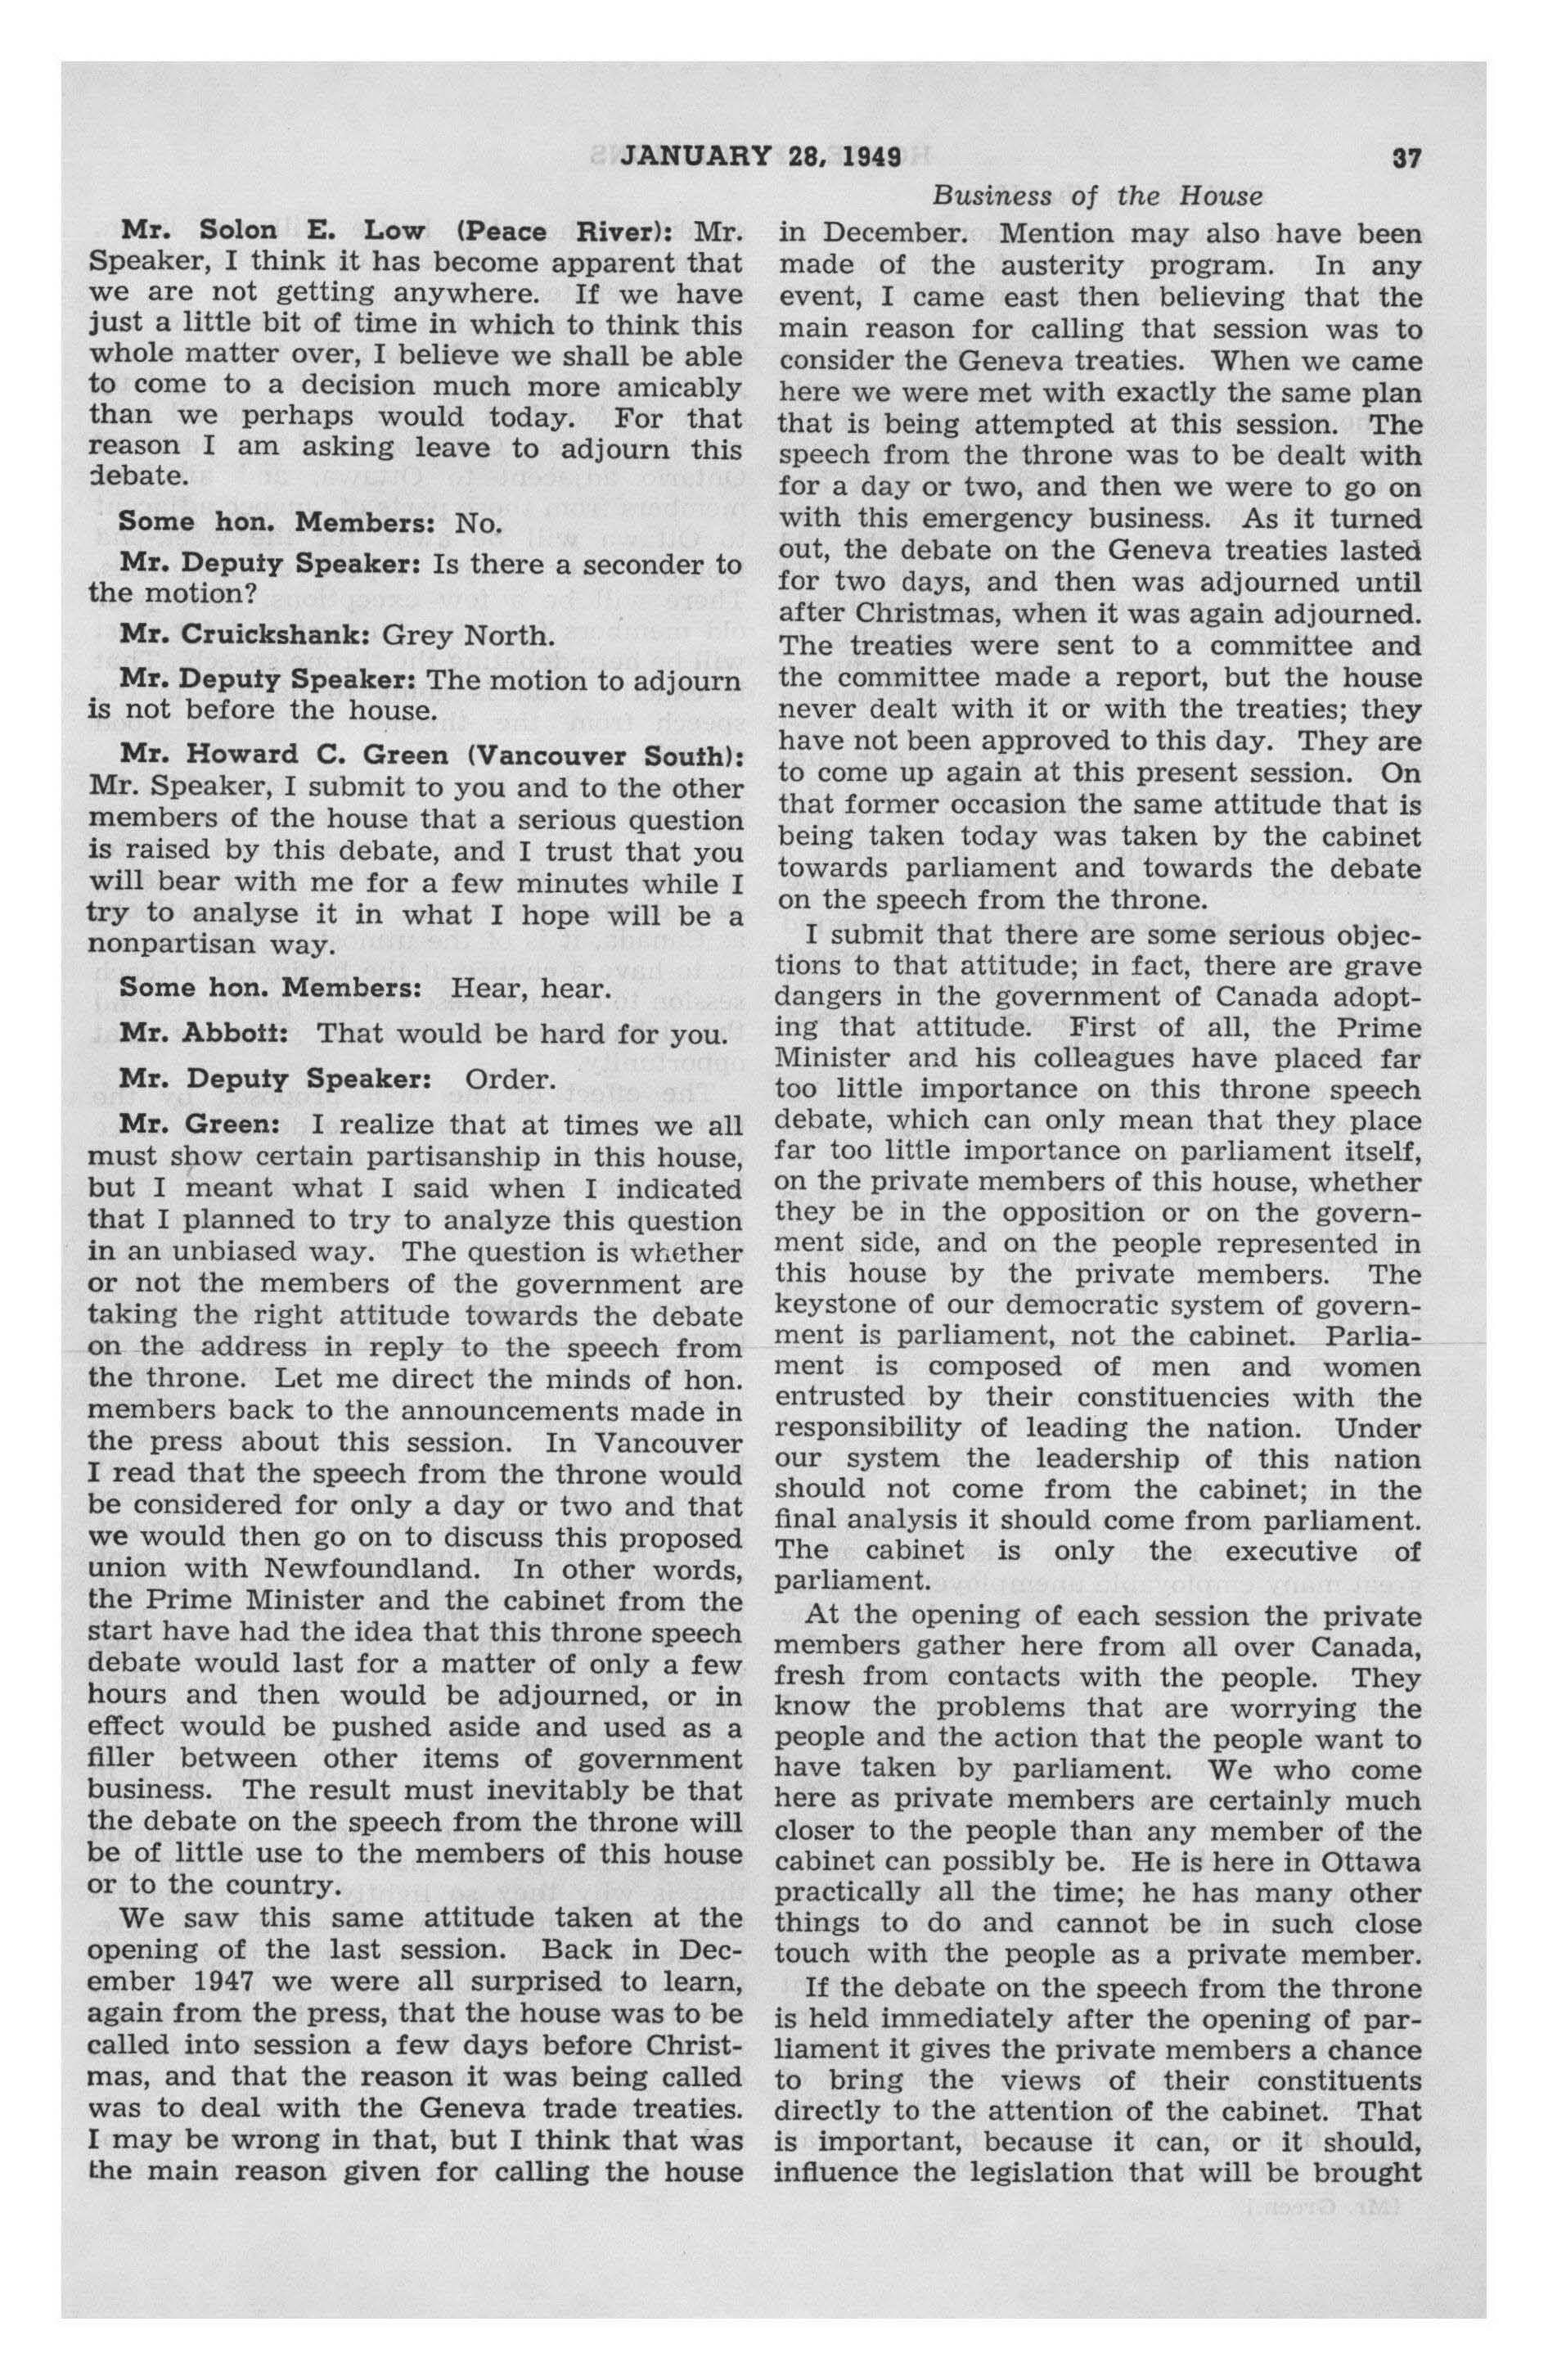 JANUARY 28, 1949
37
Business of the House
Mr. Solon E. Low (Peace River): Mr.
Speaker, I think it has become apparent that
we are not getting anywhere. If we have
just a little bit of time in which to think this
whole matter over, I believe we shall be able
to come to a decision much more amicably
than we perhaps would today. For that
reason I am asking leave to adjourn this
debate.
Some hon. Members: No.
Mr. Deputy Speaker: Is there a seconder to
the motion?
Mr. Cruickshank: Grey North.
Mr. Deputy Speaker: The motion to adjourn
is not before the house.
Mr. Howard C. Green (Vancouver South):
Mr. Speaker, I submit to you and to the other
members of the house that a serious question
is raised by this debate, and I trust that you
will bear with me for a few minutes while I
try to analyse it in what I hope will be a
nonpartisan way.
Some hon. Members: Hear, hear.
Mr. Abbott: That would be hard for you.
Mr. Deputy Speaker: Order.
Mr. Green: I realize that at times we all
must show certain partisanship in this house,
but I meant what I said when I indicated
that I planned to try to analyze this question
in an unbiased way. The question is whether
or not the members of the government are
taking the right attitude towards the debate
on the address in reply to the speech from
the throne. Let me direct the minds of hon.
members back to the announcements made in
the press about this session. In Vancouver
I read that the speech from the throne would
be considered for only a day or two and that
we would then go on to discuss this proposed
union with Newfoundland. In other words,
the Prime Minister and the cabinet from the
start have had the idea that this throne speech
debate would last for a matter of only a few
hours and then would be adjourned, or in
effect would be pushed aside and used as a
filler between other items of government
business. The result must inevitably be that
the debate on the speech from the throne will
be of little use to the members of this house
or to the country.
We saw this same attitude taken at the
opening of the last session. Back in Dec-
ember 1947 we were all surprised to learn,
again from the press, that the house was to be
called into session a few days before Christ-
mas, and that the reason it was being called
was to deal with the Geneva trade treaties.
I may be wrong in that, but I think that was
the main reason given for calling the house
in December. Mention may also have been
made of the austerity program. In any
event, I came east then believing that the
main reason for calling that session was to
consider the Geneva treaties. When we came
here we were met with exactly the same plan
that is being attempted at this session. The
speech from the throne was to be dealt with
for a day or two, and then we were to go on
with this emergency business. As it turned
out, the debate on the Geneva treaties lasted
for two days, and then was adjourned until
after Christmas, when it was again adjourned.
The treaties were sent to a committee and
the committee made a report, but the house
never dealt with it or with the treaties; they
have not been approved to this day. They are
to come up again at this present session. On
that former occasion the same attitude that is
being taken today was taken by the cabinet
towards parliament and towards the debate
on the speech from the throne.
I submit that there are some serious objec-
tions to that attitude; in fact, there are grave
dangers in the government of Canada adopt-
ing that attitude. First of all, the Prime
Minister and his colleagues have placed far
too little importance on this throne speech
debate, which can only mean that they place
far too little importance on parliament itself,
on the private members of this house, whether
they be in the opposition or on the govern-
ment side, and on the people represented in
this house by the private members. The
keystone of our democratic system of govern-
ment is parliament, not the cabinet. Parlia-
ment is composed of men and women
entrusted by their constituencies with the
responsibility of leading the nation. Under
our system the leadership of this nation
should not come from the cabinet; in the
final analysis it should come from parliament.
The cabinet is only the executive of
parliament.
At the opening of each session the private
members gather here from all over Canada,
fresh from contacts with the people. They
know the problems that are worrying the
people and the action that the people want to
have taken by parliament. We who come
here as private members are certainly much
closer to the people than any member of the
cabinet can possibly be. He is here in Ottawa
practically all the time; he has many other
things to do and cannot be in such close
touch with the people as a private member.
If the debate on the speech from the throne
is held immediately after the opening of par-
liament it gives the private members a chance
to bring the views of their constituents
directly to the attention of the cabinet. That
is important, because it can, or it should,
influence the legislation that will be brought